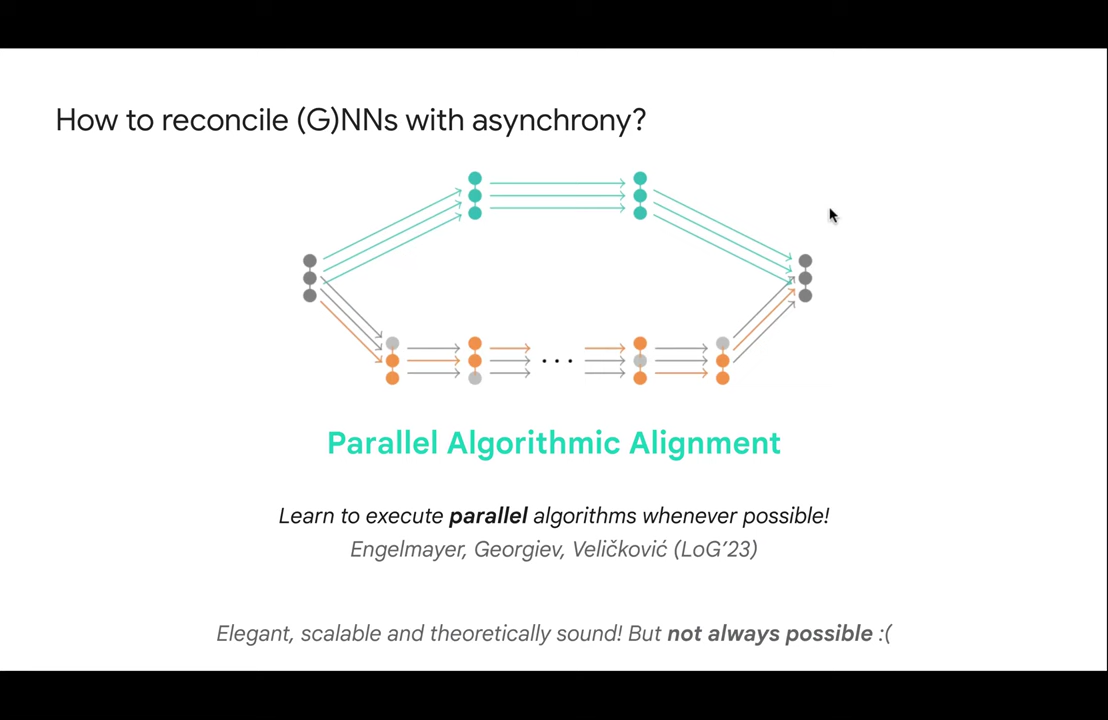 How to reconcile (G)NNs with asynchrony?
...
Parallel Algorithmic Alignment
Learn to execute parallel algorithms whenever possible!
Engelmayer, Georgiev, Veličković (LoG’23)
Elegant, scalable and theoretically sound! But not always possible :(